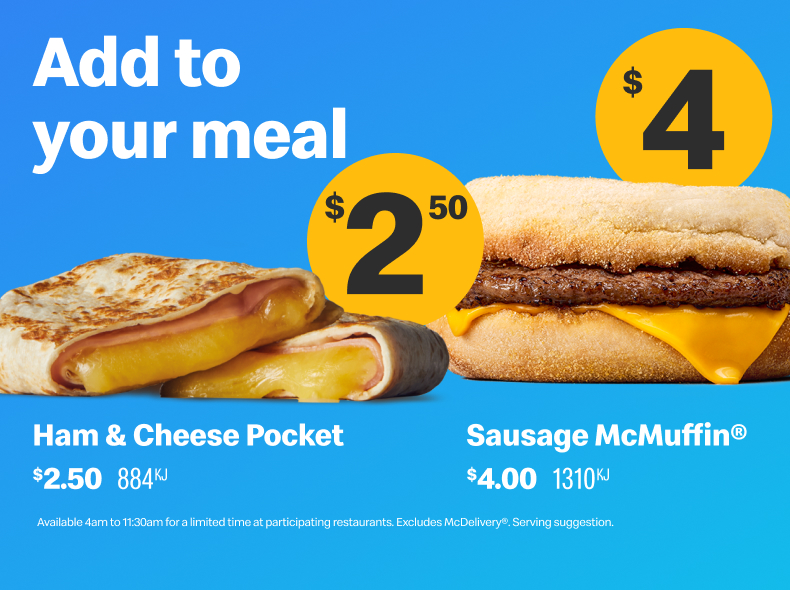 Add to
your meal
$4
$2 50
Ham & Cheese Pocket
$2.50 884KJ
Sausage McMuffin®
$4.00 1310KJ
Available 4am to 11:30am for a limited time at participating restaurants. Excludes McDelivery®. Serving suggestion.